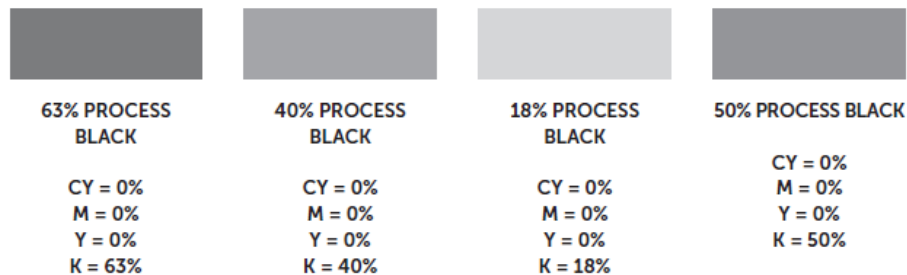 63% PROCESS
BLACK
CY = 0%
M = 0%
Y = 0%
K = 63%
40% PROCESS
BLACK
CY = 0%
M = 0%
Y = 0%
K = 40%
18% PROCESS
BLACK
CY = 0%
M = 0%
Y = 0%
K = 18%
50% PROCESS BLACK
CY = 0%
M = 0%
Y = 0%
K = 50%